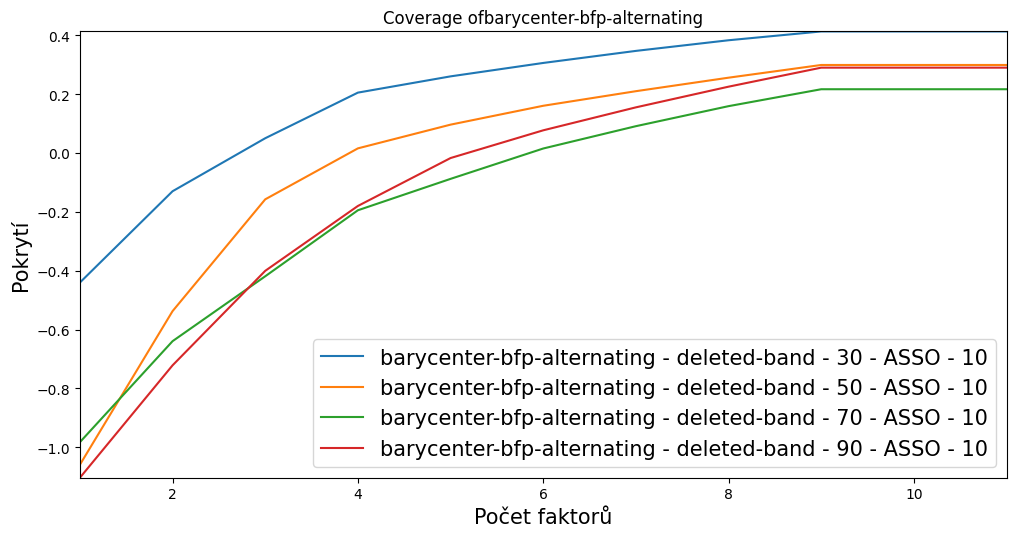 Coverage ofbarycenter-bfp-alternating
0.4
0.2
0.0
−0.2
−0.4
−0.6
−0.8
−1.0
Pokrytí
barycenter-bfp-alternating - deleted-band - 30 - ASSO - 10
barycenter-bfp-alternating - deleted-band - 50 - ASSO - 10
barycenter-bfp-alternating - deleted-band - 70 - ASSO - 10
barycenter-bfp-alternating - deleted-band - 90 - ASSO - 10
2 4 6 8 10
Počet faktorů